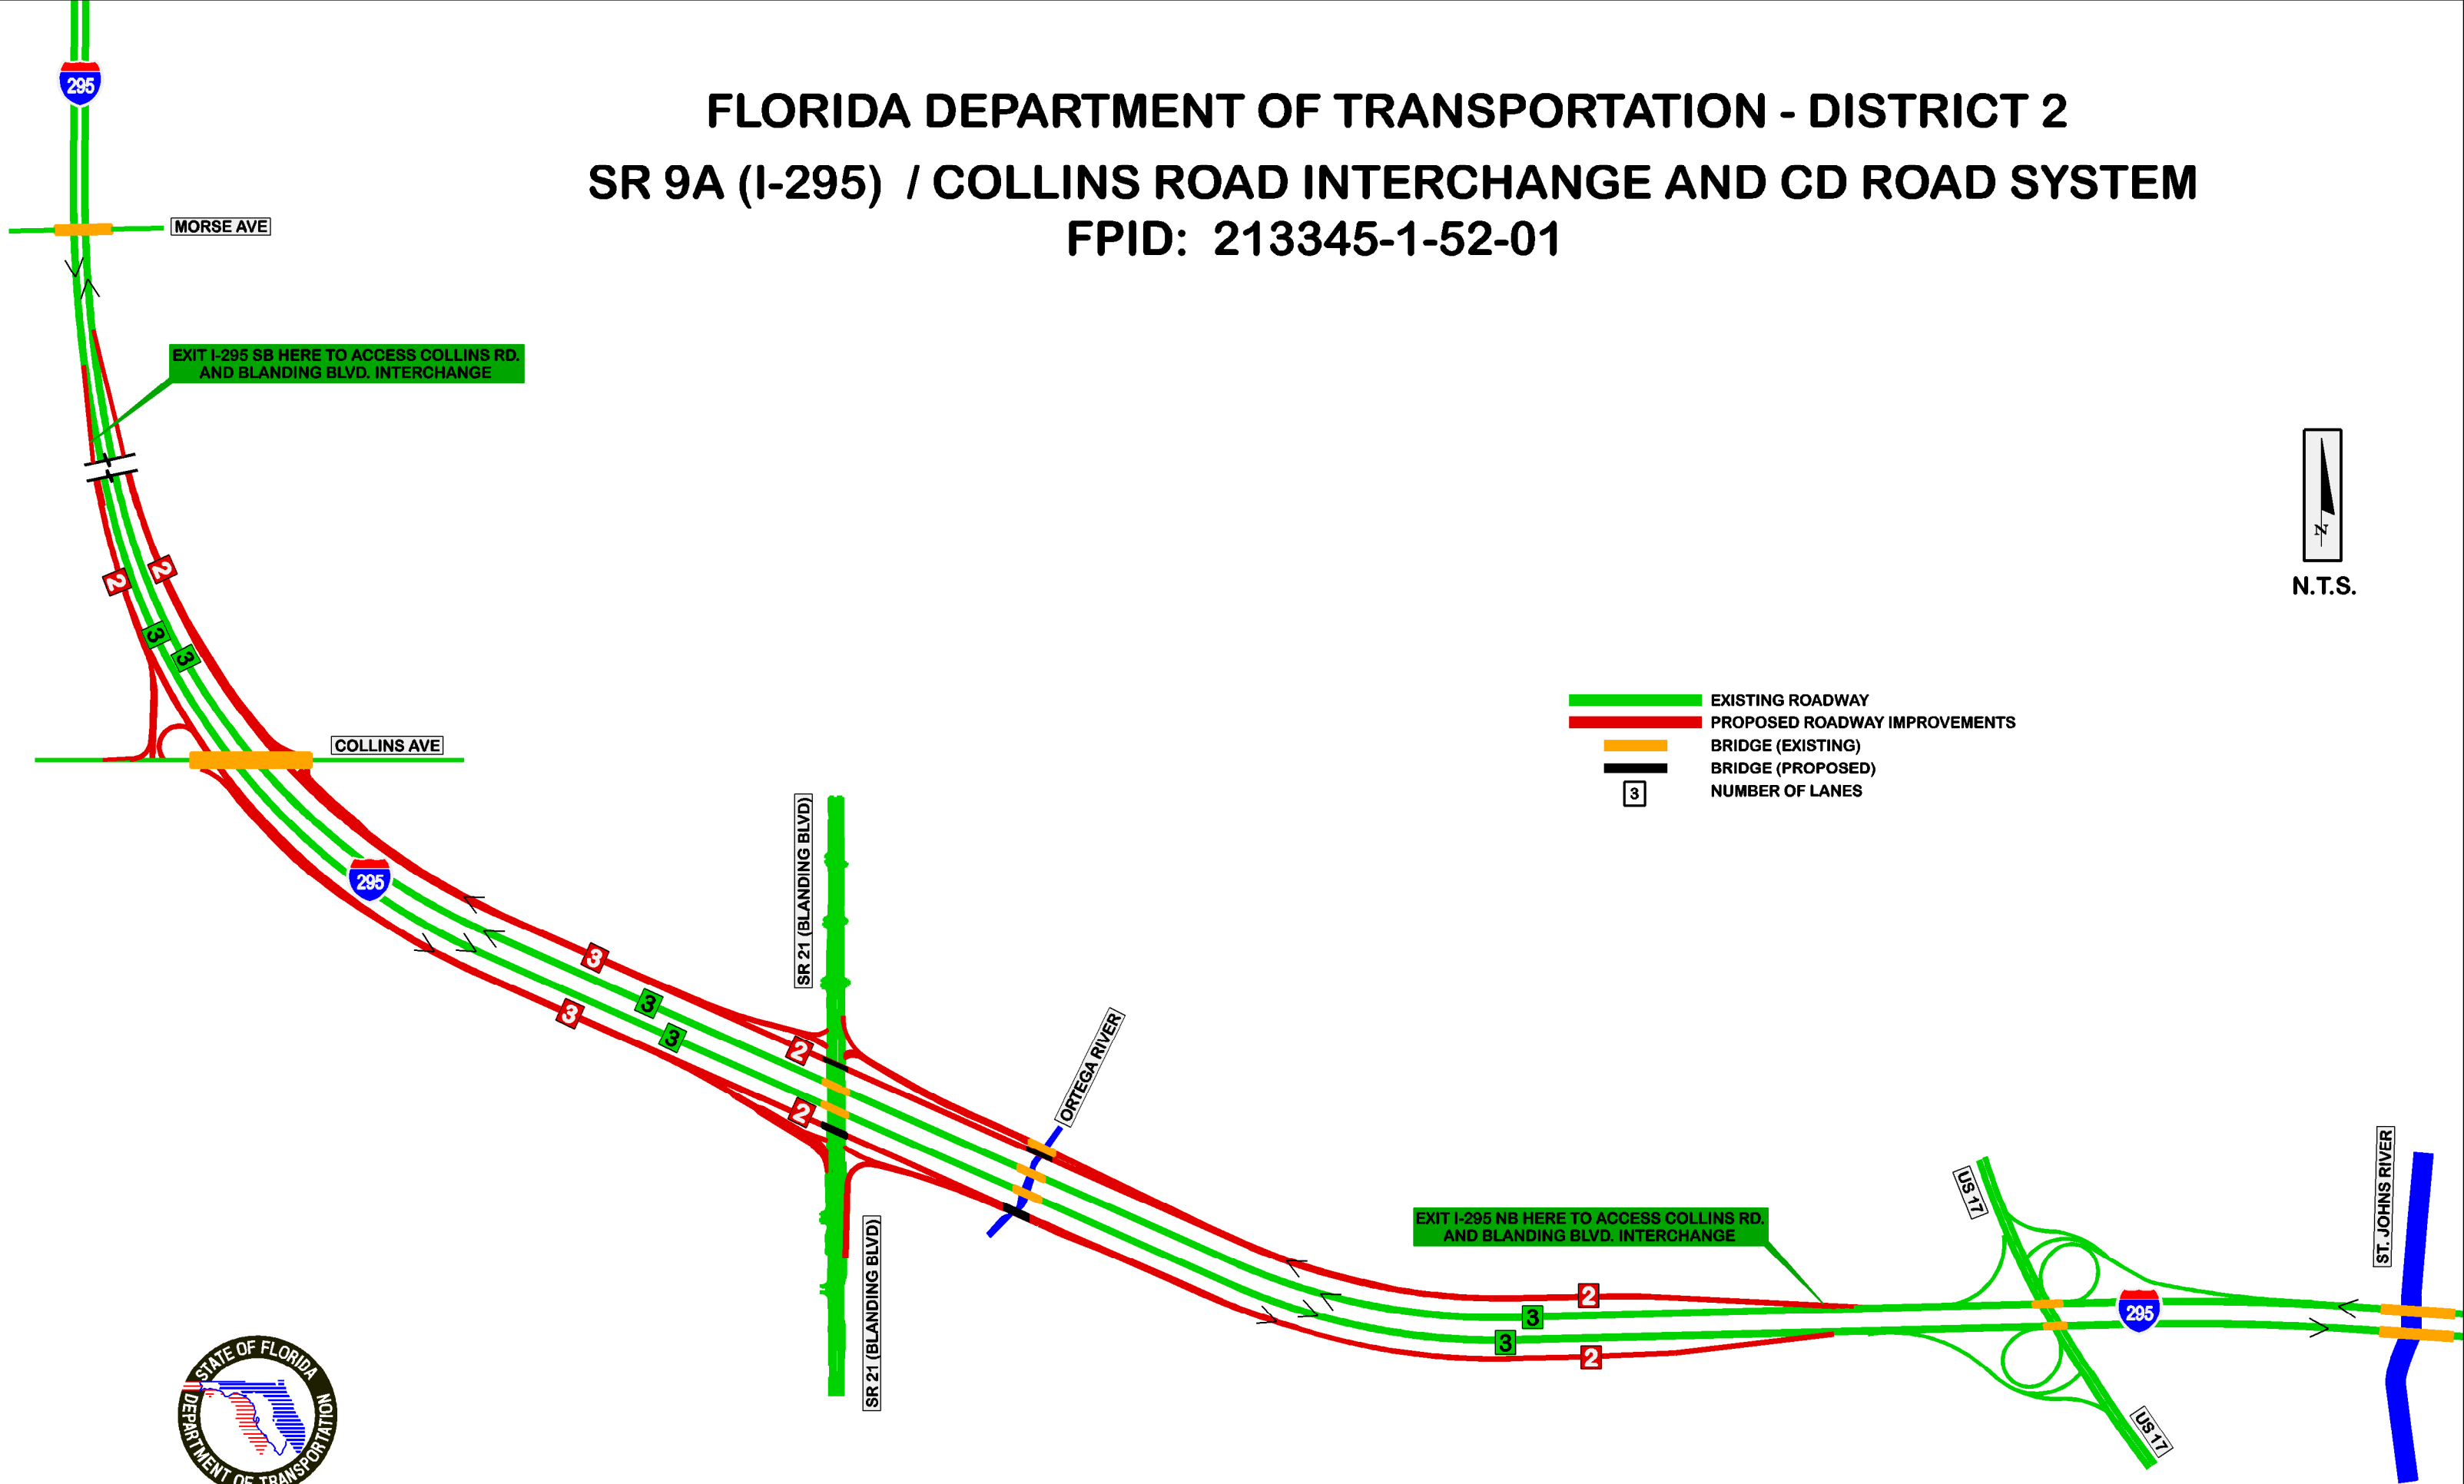 FLORIDA DEPARTMENT OF TRANSPORTATION - DISTRICT 2
SR 9A (I-295) / COLLINS ROAD INTERCHANGE AND CD ROAD SYSTEM
FPID: 213345-1-52-01
295
MORSE AVE
EXIT I-295 SB HERE TO ACCESS COLLINS RD.
AND BLANDING BLVD. INTERCHANGE
N
N.T.S.
2
2
3
3
EXISTING ROADWAY
PROPOSED ROADWAY IMPROVEMENTS
BRIDGE (EXISTING)
BRIDGE (PROPOSED)
3 NUMBER OF LANES
COLLINS AVE
295
SR 21 (BLANDING BLVD)
3
3
3
3
2
2
ORTEGA RIVER
SR 21 (BLANDING BLVD)
EXIT I-295 NB HERE TO ACCESS COLLINS RD.
AND BLANDING BLVD. INTERCHANGE
2
3
3
2
US 17
295
US 17
ST. JOHNS RIVER
STATE OF FLORIDA
DEPARTMENT OF TRANSPORTATION